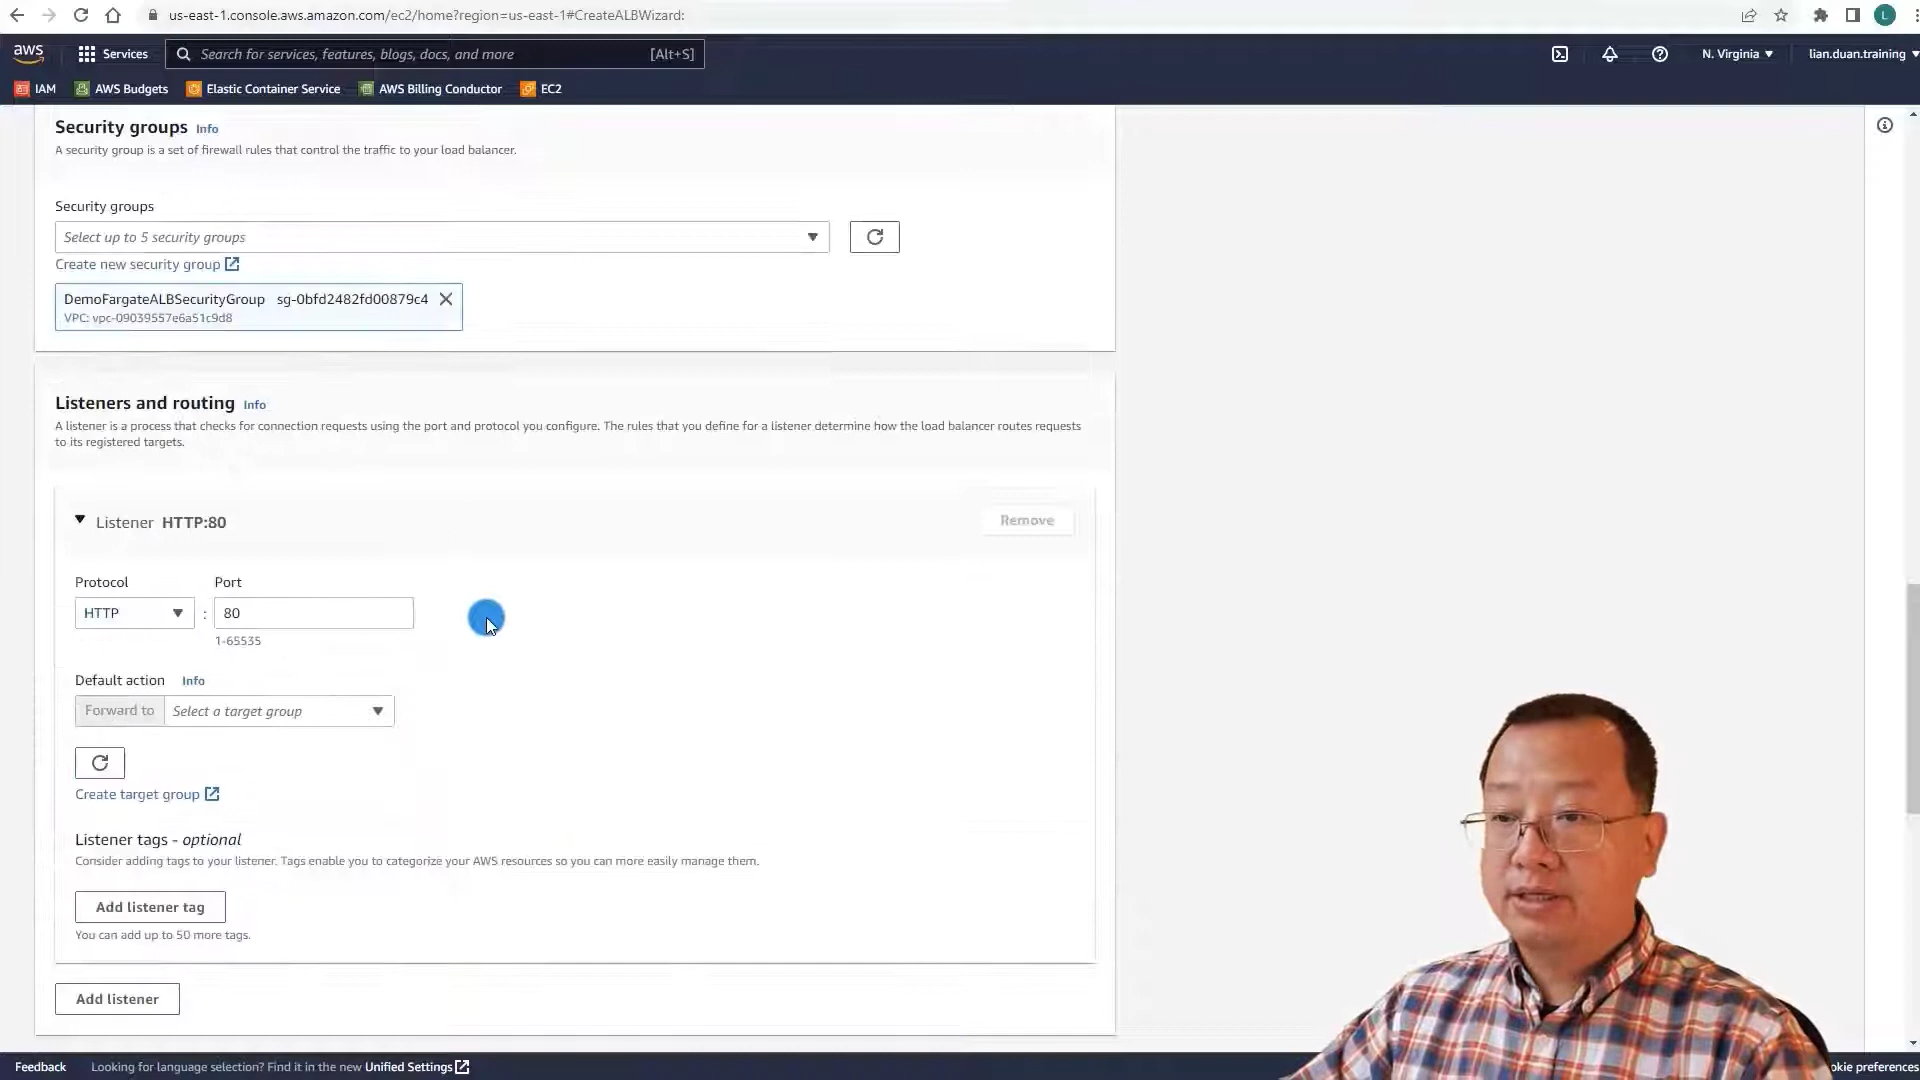 us-east-1.console.aws.amazon.com/ec2/home?region=us-east-1#CreateALBWizard:
L
aws
Services
Search for services, features, blogs, docs, and more
[Alt+S]
N. Virginia
lian.duan.training
IAM
AWS Budgets
Elastic Container Service
AWS Billing Conductor
EC2
Security groups Info
A security group is a set of firewall rules that control the traffic to your load balancer.
Security groups
Select up to 5 security groups
Create new security group
DemoFargateALBSecurityGroup sg-0bfd2482fd00879c4
VPC: vpc-09039557e6a51c9d8
Listeners and routing Info
A listener is a process that checks for connection requests using the port and protocol you configure. The rules that you define for a listener determine how the load balancer routes requests
to its registered targets.
Listener HTTP:80
Remove
Protocol
Port
HTTP
:
80
1-65535
Default action Info
Forward to
Select a target group
Create target group
Listener tags - optional
Consider adding tags to your listener. Tags enable you to categorize your AWS resources so you can more easily manage them.
Add listener tag
You can add up to 50 more tags.
Add listener
Feedback
Looking for language selection? Find it in the new Unified Settings
okie preferences